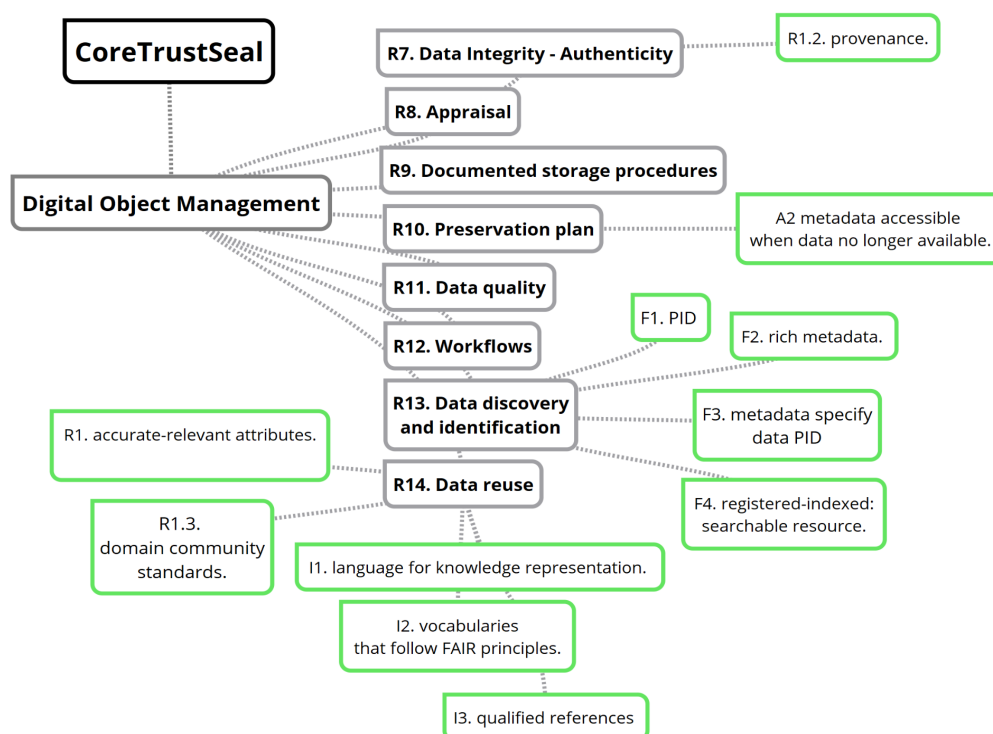 CoreTrustSeal
R7. Data Integrity - Authenticity
R1.2. provenance.
R8. Appraisal
R9. Documented storage procedures
Digital Object Management
R10. Preservation plan
A2 metadata accessible
when data no longer available.
R11. Data quality
F1. PID
F2. rich metadata.
R12. Workflows
R13. Data discovery
and identification
F3. metadata specify
data PID
R1. accurate-relevant attributes.
R14. Data reuse
F4. registered-indexed:
searchable resource.
R1.3.
domain community
standards.
I1. language for knowledge representation.
I2. vocabularies
that follow FAIR principles.
I3. qualified references